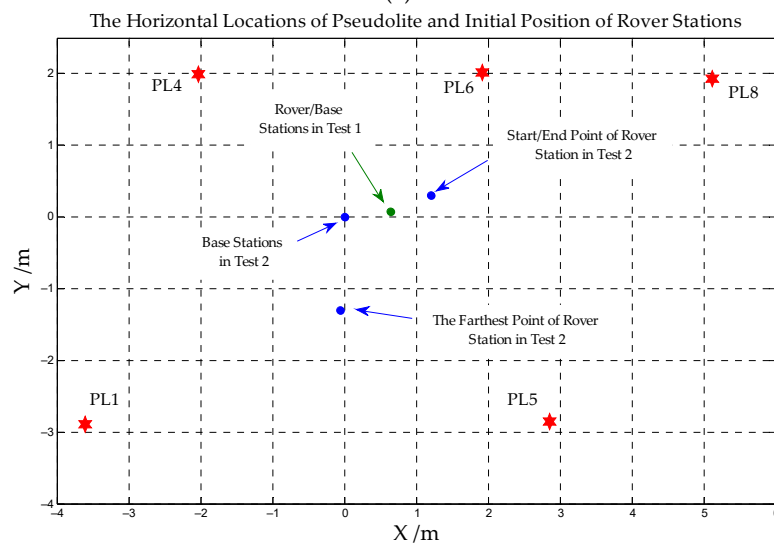 The Horizontal Locations of Pseudolite and Initial Position of Rover Stations
PL4
PL6
PL8
Rover/Base
Stations in Test 1
Start/End Point of Rover
Station in Test 2
Base Stations
in Test 2
The Farthest Point of Rover
Station in Test 2
PL1
PL5
Y /m
2
1
0
−1
−2
−3
−4
−4
−3
−2
−1
0
1
2
3
4
5
X /m